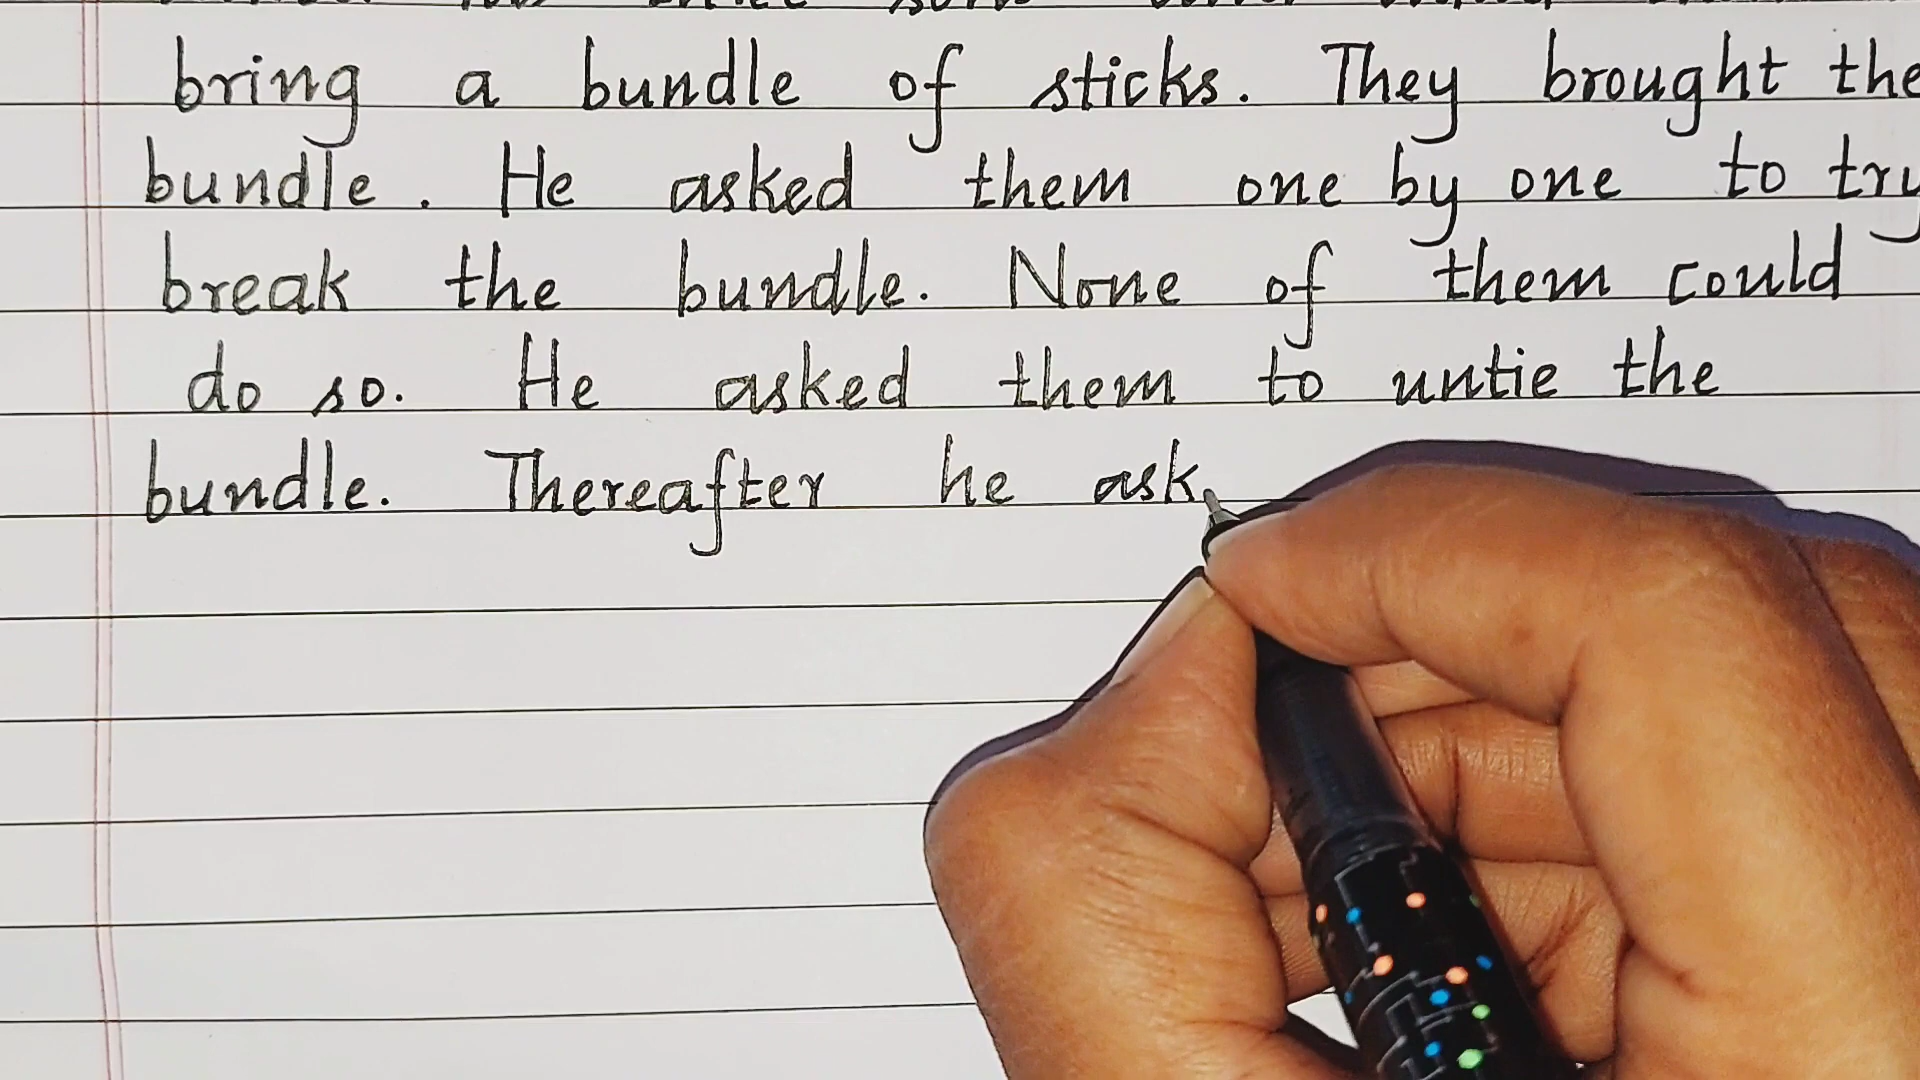 bring a bundle of sticks. They brought the
bundle. He asked them one by one to try
break the bundle. None of them could
do so. He asked them to untie the
bundle. Thereafter he ask